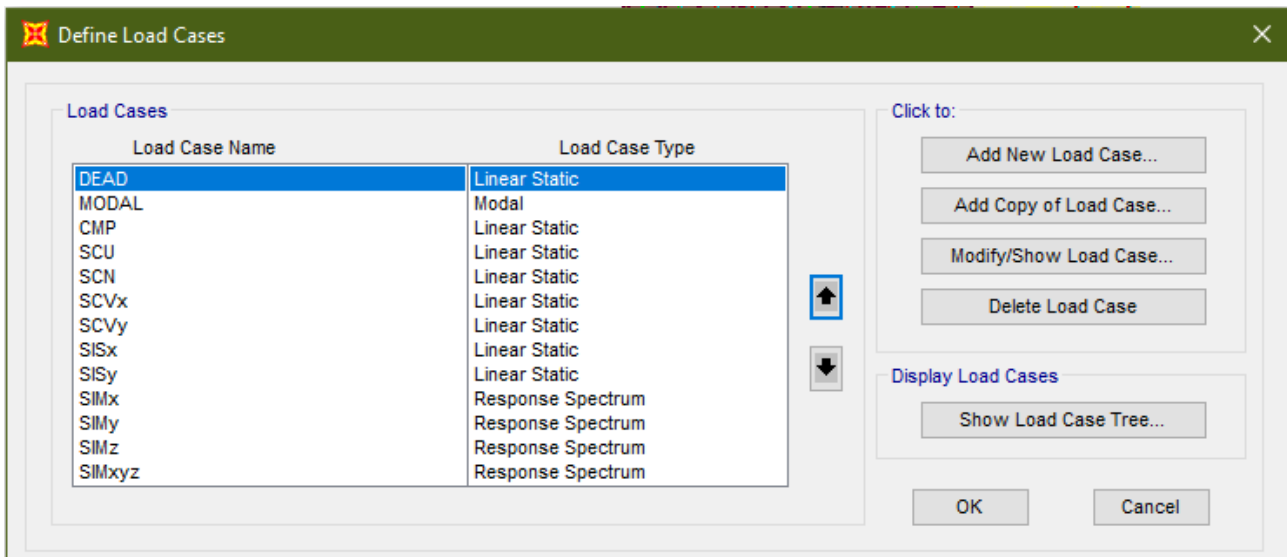 Define Load Cases
Load Cases
Click to:
Load Case Name Load Case Type
Add New Load Case...
DEAD Linear Static
MODAL Modal
Add Copy of Load Case...
CMP Linear Static
SCU Linear Static
Modify/Show Load Case...
SCN Linear Static
SCVx Linear Static
Delete Load Case
SCVy Linear Static
SISx Linear Static
SISy Linear Static
Display Load Cases
SIMx Response Spectrum
SIMy Response Spectrum
Show Load Case Tree...
SIMz Response Spectrum
SIMxyz Response Spectrum
OK Cancel